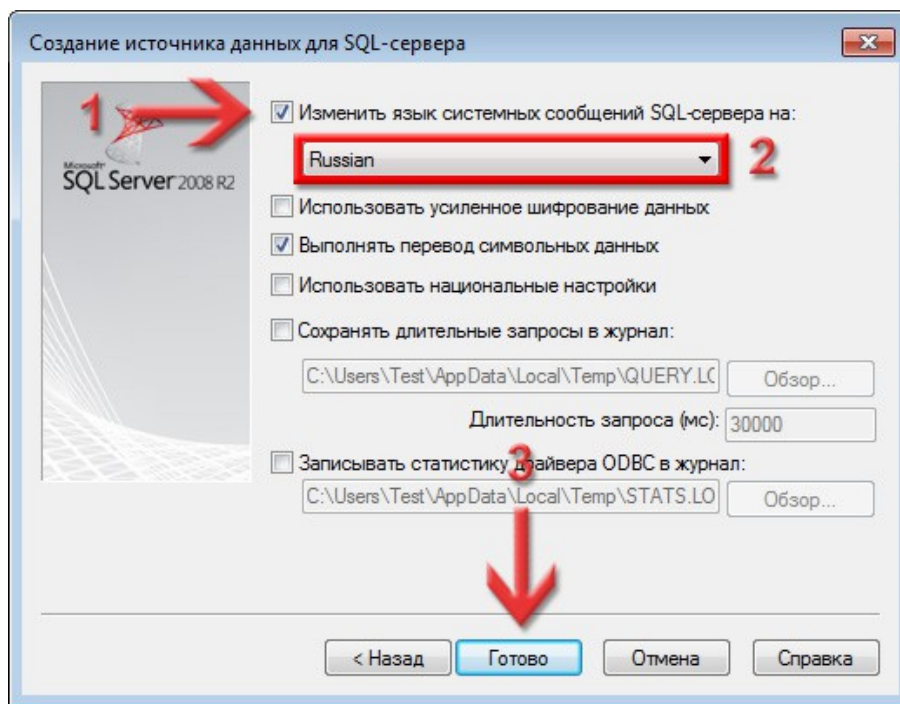 Создание источника данных для SQL-сервера
1
Изменить язык системных сообщений SQL-сервера на:
Russian
2
Microsoft
SQL Server 2008 R2
Использовать усиленное шифрование данных
Выполнять перевод символьных данных
Использовать национальные настройки
Сохранять длительные запросы в журнал:
C:\Users\Test\AppData\Local\Temp\QUERY.LO
Обзор...
Длительность запроса (мс):
30000
Записывать статистику драйвера ODBC в журнал:
3
C:\Users\Test\AppData\Local\Temp\STATS.LO
Обзор...
< Назад
Готово
Отмена
Справка